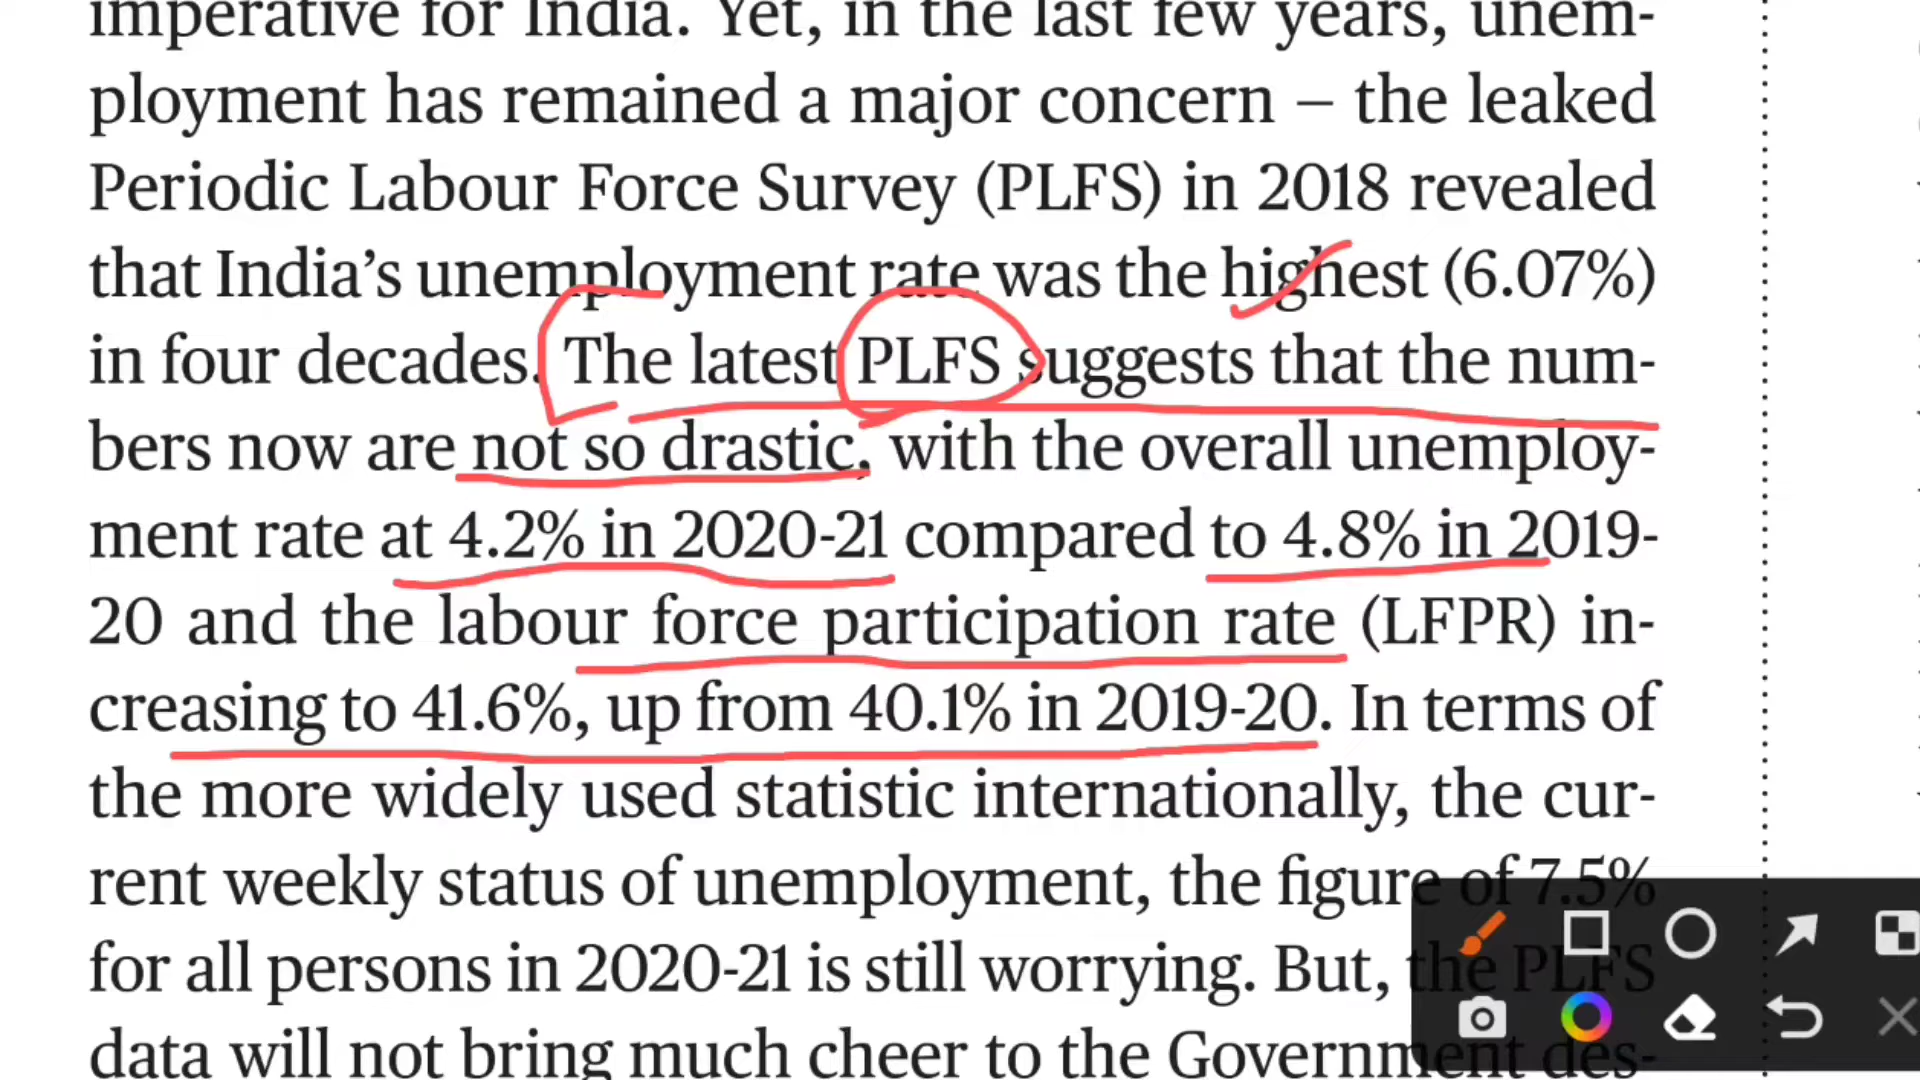 imperative for India. Yet, in the last few years, unem-
ployment has remained a major concern – the leaked
Periodic Labour Force Survey (PLFS) in 2018 revealed
that India’s unemployment rate was the highest (6.07%)
in four decades. The latest PLFS suggests that the num-
bers now are not so drastic, with the overall unemploy-
ment rate at 4.2% in 2020-21 compared to 4.8% in 2019-
20 and the labour force participation rate (LFPR) in-
creasing to 41.6%, up from 40.1% in 2019-20. In terms of
the more widely used statistic internationally, the cur-
rent weekly status of unemployment, the figure of 7.5%
for all persons in 2020-21 is still worrying. But, the PLFS
data will not bring much cheer to the Government des-